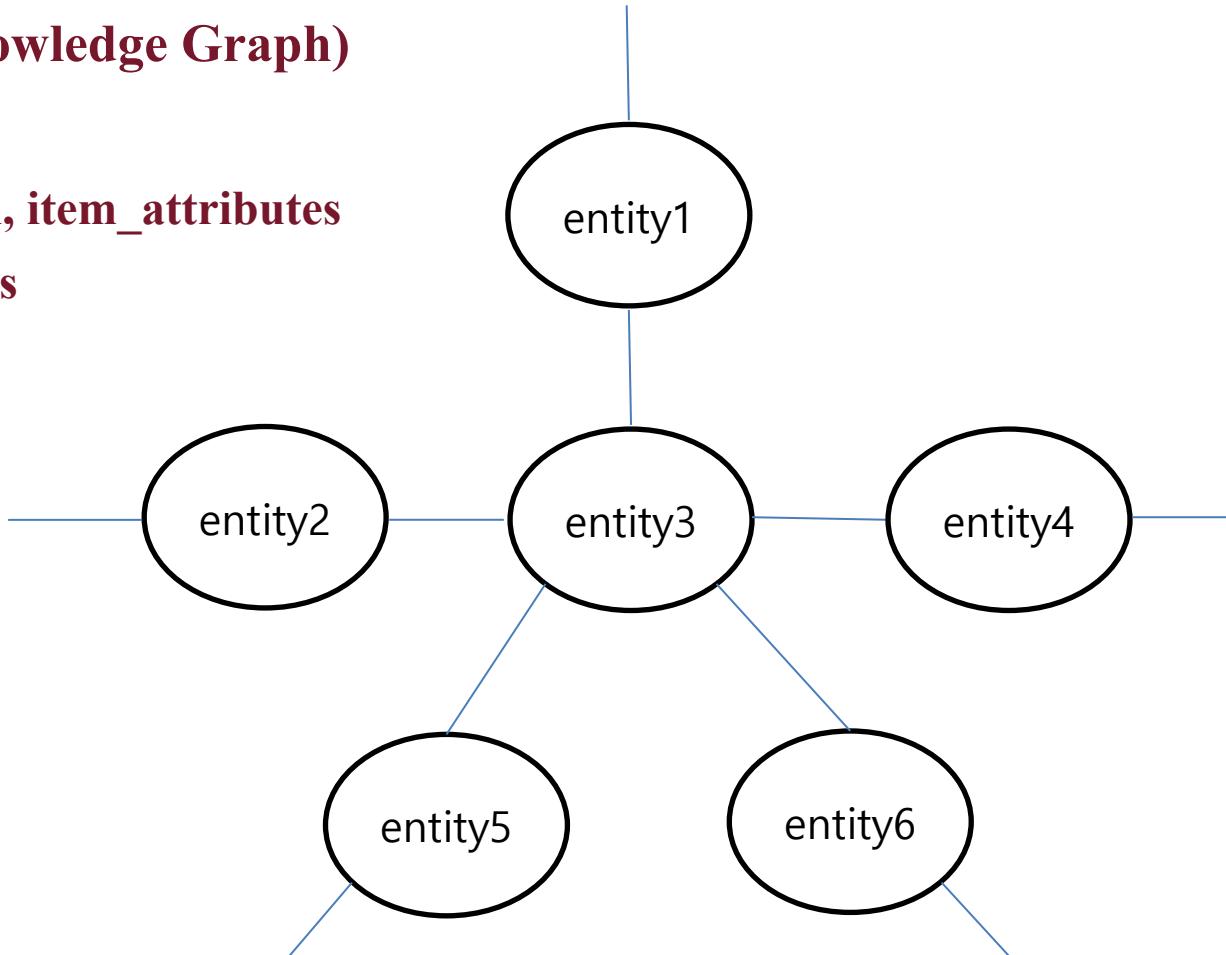 owledge Graph)
, item_attributes
s
entity1
entity2
entity3
entity4
entity5
entity6